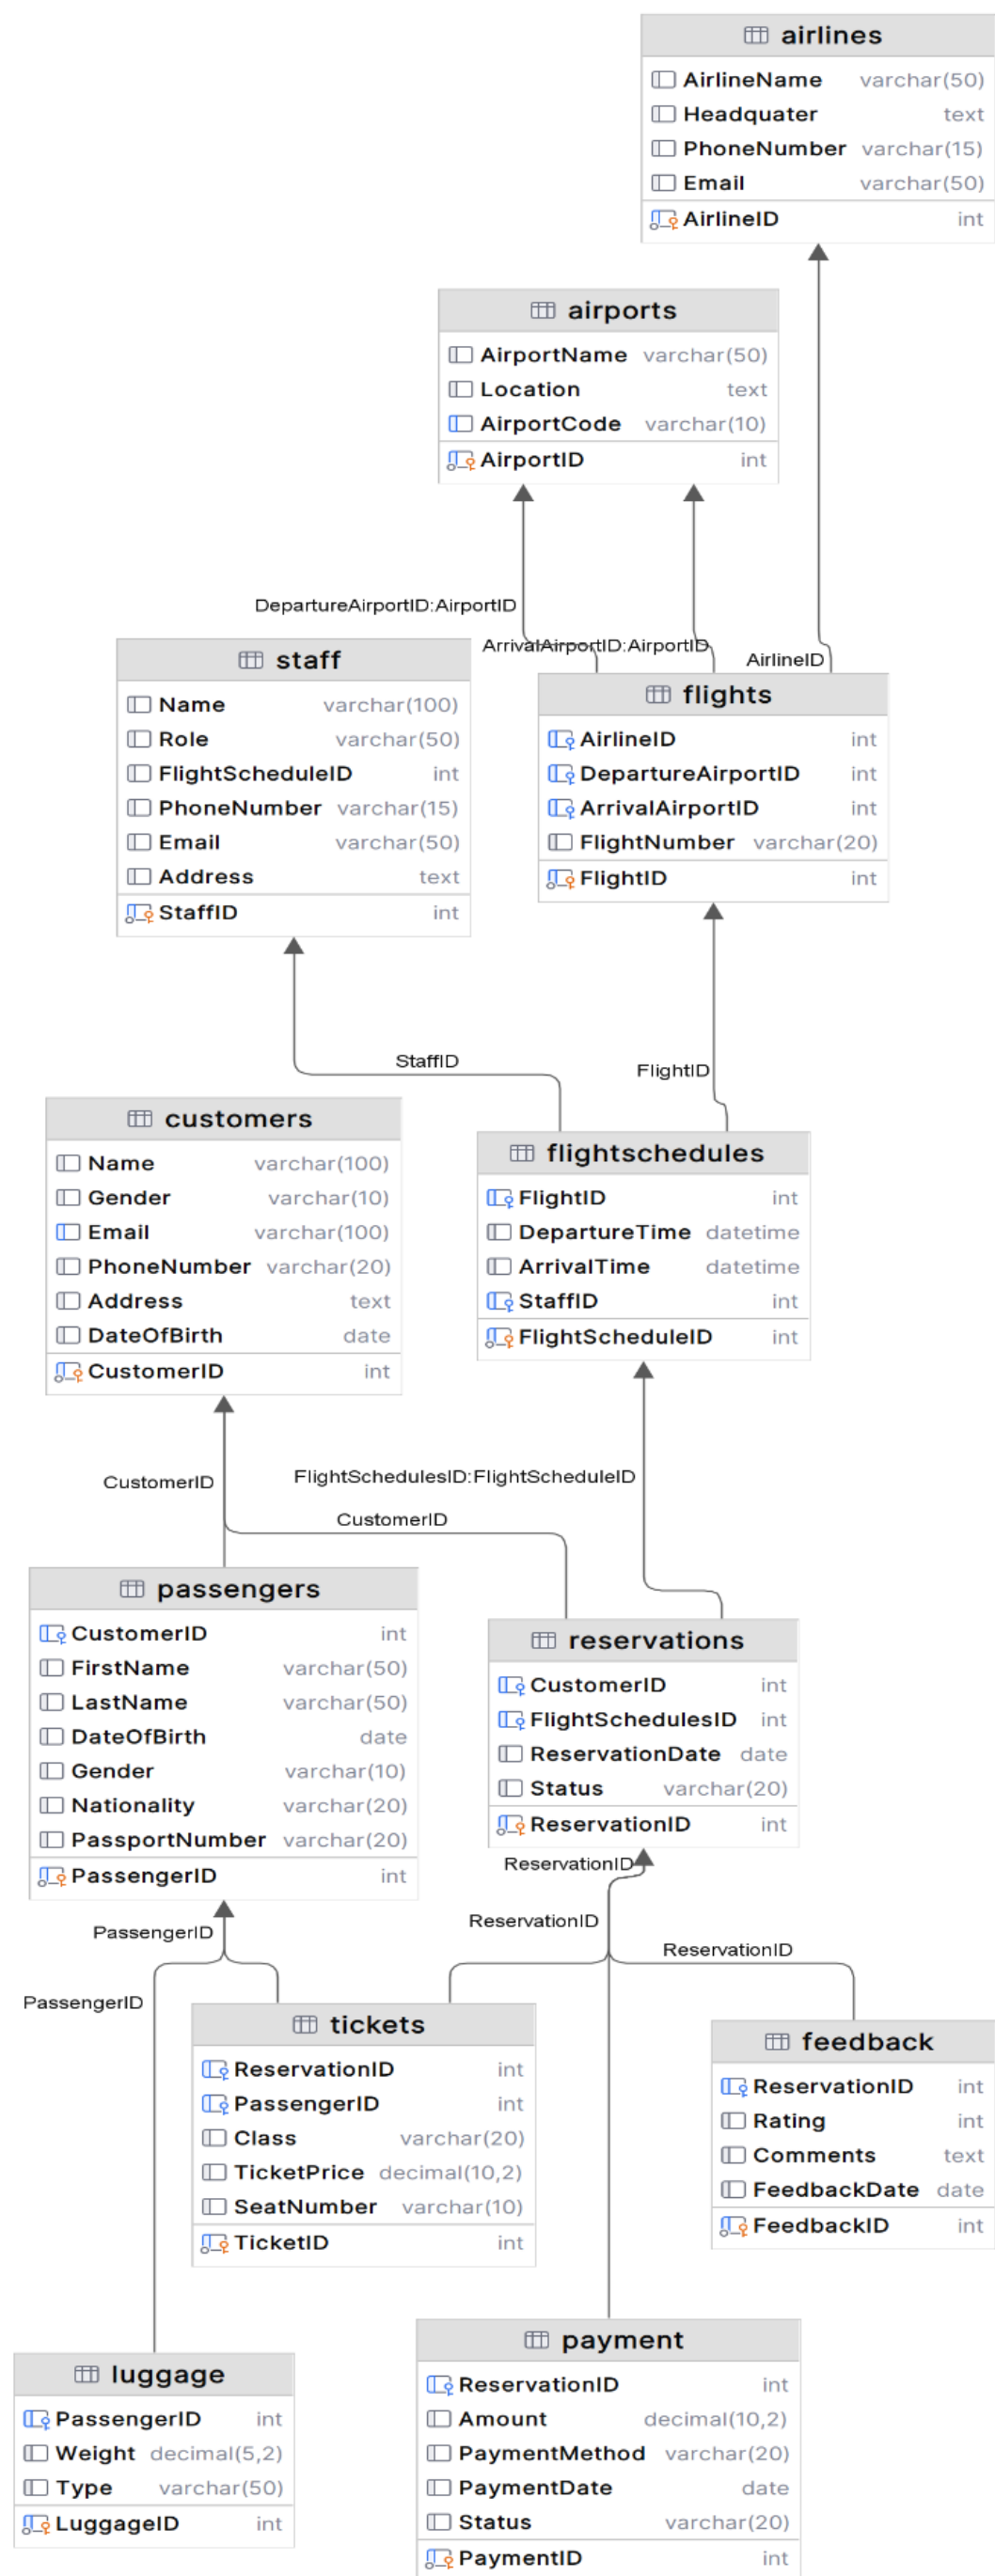 airlines
AirlineName varchar(50)
Headquater text
PhoneNumber varchar(15)
Email varchar(50)
AirlineID int
airports
AirportName varchar(50)
Location text
AirportCode varchar(10)
AirportID int
DepartureAirportID:AirportID
ArrivalAirportID:AirportID
AirlineID
staff
Name varchar(100)
Role varchar(50)
FlightScheduleID int
PhoneNumber varchar(15)
Email varchar(50)
Address text
StaffID int
flights
AirlineID int
DepartureAirportID int
ArrivalAirportID int
FlightNumber varchar(20)
FlightID int
StaffID
FlightID
customers
Name varchar(100)
Gender varchar(10)
Email varchar(100)
PhoneNumber varchar(20)
Address text
DateOfBirth date
CustomerID int
flightschedules
FlightID int
DepartureTime datetime
ArrivalTime datetime
StaffID int
FlightScheduleID int
CustomerID
FlightSchedulesID:FlightScheduleID
CustomerID
passengers
CustomerID int
FirstName varchar(50)
LastName varchar(50)
DateOfBirth date
Gender varchar(10)
Nationality varchar(20)
PassportNumber varchar(20)
PassengerID int
reservations
CustomerID int
FlightSchedulesID int
ReservationDate date
Status varchar(20)
ReservationID int
ReservationID
PassengerID
ReservationID
ReservationID
PassengerID
tickets
ReservationID int
PassengerID int
Class varchar(20)
TicketPrice decimal(10,2)
SeatNumber varchar(10)
TicketID int
feedback
ReservationID int
Rating int
Comments text
FeedbackDate date
FeedbackID int
luggage
PassengerID int
Weight decimal(5,2)
Type varchar(50)
LuggageID int
payment
ReservationID int
Amount decimal(10,2)
PaymentMethod varchar(20)
PaymentDate date
Status varchar(20)
PaymentID int